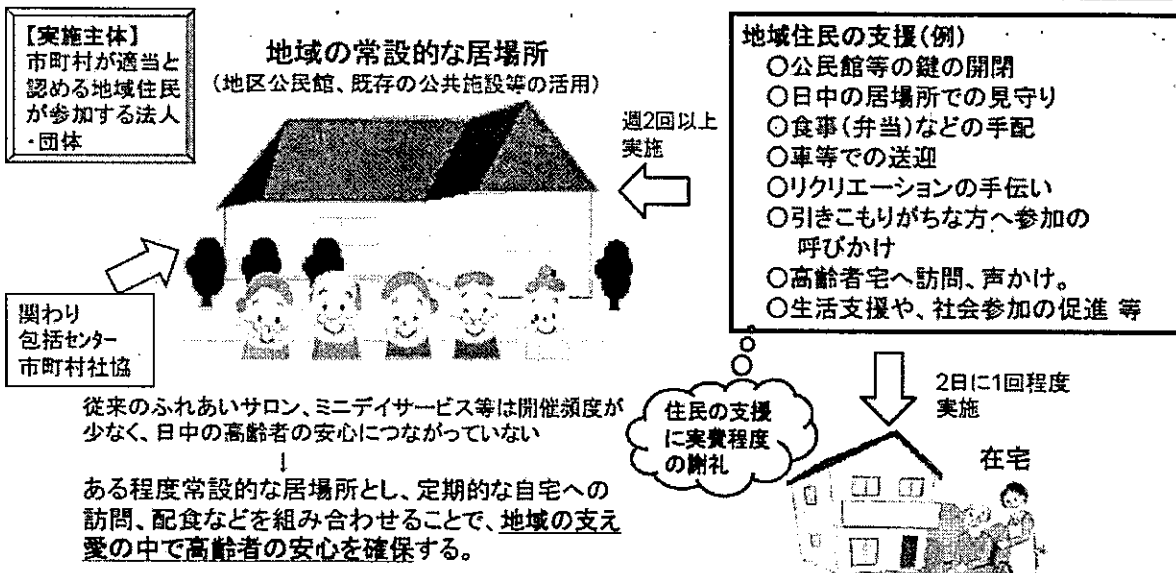 【実施主体】
市町村が適当と
認める地域住民
が参加する法人
・団体
地域の常設的な居場所
(地区公民館、既存の公共施設等の活用)
週2回以上
実施
地域住民の支援(例)
○公民館等の鍵の開閉
○日中の居場所での見守り
○食事(弁当)などの手配
○車等での送迎
○リクリエーションの手伝い
○引きこもりがちな方へ参加の
呼びかけ
○高齢者宅へ訪問、声かけ。
○生活支援や、社会参加の促進 等
関わり
包括センター
市町村社協
従来のふれあいサロン、ミニデイサービス等は開催頻度が
少なく、日中の高齢者の安心につながっていない
↓
ある程度常設的な居場所とし、定期的な自宅への
訪問、配食などを組み合わせることで、地域の支え
愛の中で高齢者の安心を確保する。
住民の支援
に実費程度
の謝礼
2日に1回程度
実施
在宅